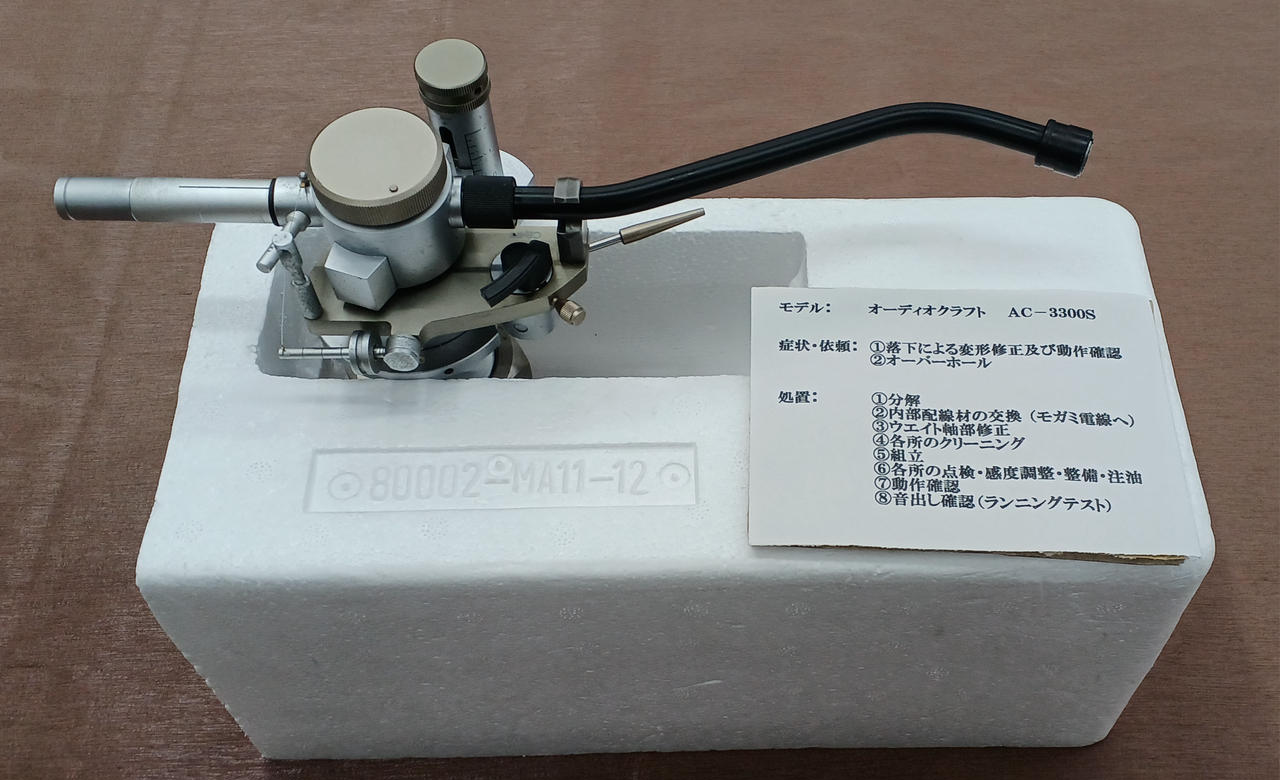 モデル： オーディオクラフト AC－3300S
症状・依頼：①落下による変形修正及び動作確認
②オーバーホール
処置： ①分解
②内部配線材の交換（モガミ電線へ）
③ウエイト軸部修正
④各所のクリーニング
⑤組立
⑥各所の点検・感度調整・整備・注油
⑦動作確認
⑧音出し確認（ランニングテスト）
80002-MA11-12